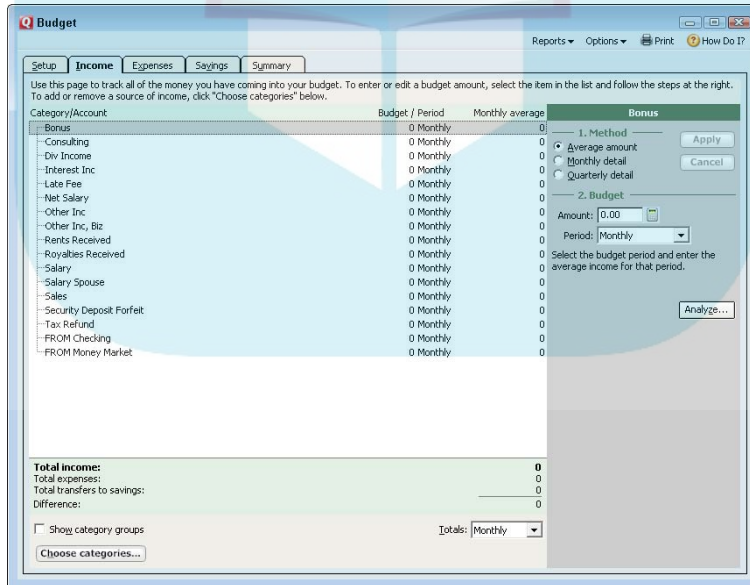 Budget
Reports Options Print How Do I?
Setup Income Expenses Savings Summary
Use this page to track all of the money you have coming into your budget. To enter or edit a budget amount, select the item in the list and follow the steps at the right.
To add or remove a source of income, click "Choose categories" below.
Category/Account Budget / Period Monthly average
Bonus 0 Monthly 0
Consulting 0 Monthly 0
Div Income 0 Monthly 0
Interest Inc 0 Monthly 0
Late Fee 0 Monthly 0
Net Salary 0 Monthly 0
Other Inc 0 Monthly 0
Other Inc, Biz 0 Monthly 0
Rents Received 0 Monthly 0
Royalties Received 0 Monthly 0
Salary 0 Monthly 0
Salary Spouse 0 Monthly 0
Sales 0 Monthly 0
Security Deposit Forfeit 0 Monthly 0
Tax Refund 0 Monthly 0
FROM Checking 0 Monthly 0
FROM Money Market 0 Monthly 0
Total income: 0
Total expenses: 0
Total transfers to savings: 0
Difference: 0
Show category groups Totals: Monthly
Choose categories...
Bonus
1. Method
Apply
Average amount
Monthly detail
Cancel
Quarterly detail
2. Budget
Amount: 0.00
Period: Monthly
Select the budget period and enter the
average income for that period.
Analyze...